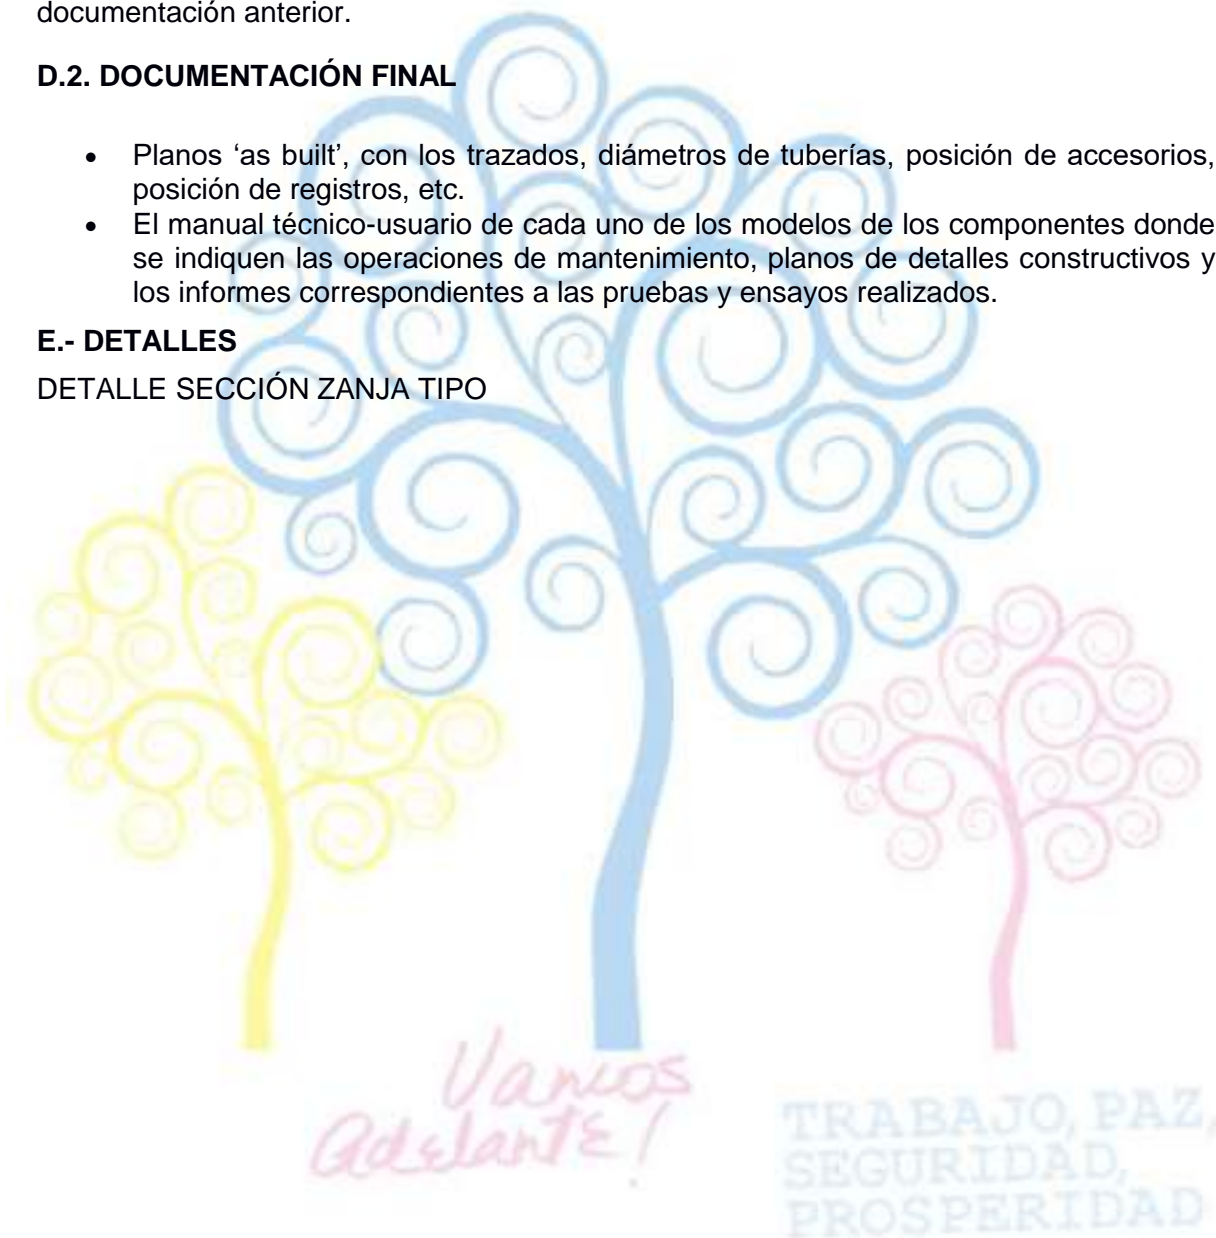 documentación anterior.
D.2. DOCUMENTACIÓN FINAL
• Planos ‘as built’, con los trazados, diámetros de tuberías, posición de accesorios,
posición de registros, etc.
• El manual técnico-usuario de cada uno de los modelos de los componentes donde
se indiquen las operaciones de mantenimiento, planos de detalles constructivos y
los informes correspondientes a las pruebas y ensayos realizados.
E.- DETALLES
DETALLE SECCIÓN ZANJA TIPO
Vamos
adelante!
TRABAJO, PAZ,
SEGURIDAD,
PROSPERIDAD